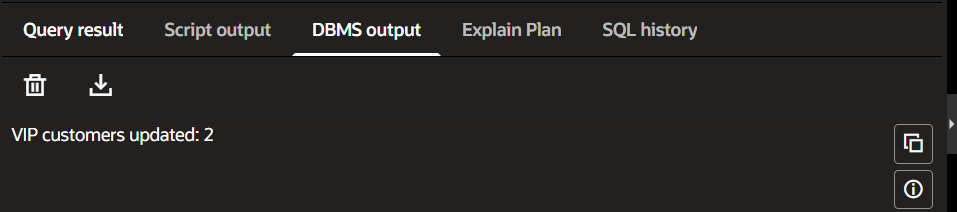 Query result Script output DBMS output Explain Plan SQL history
VIP customers updated: 2